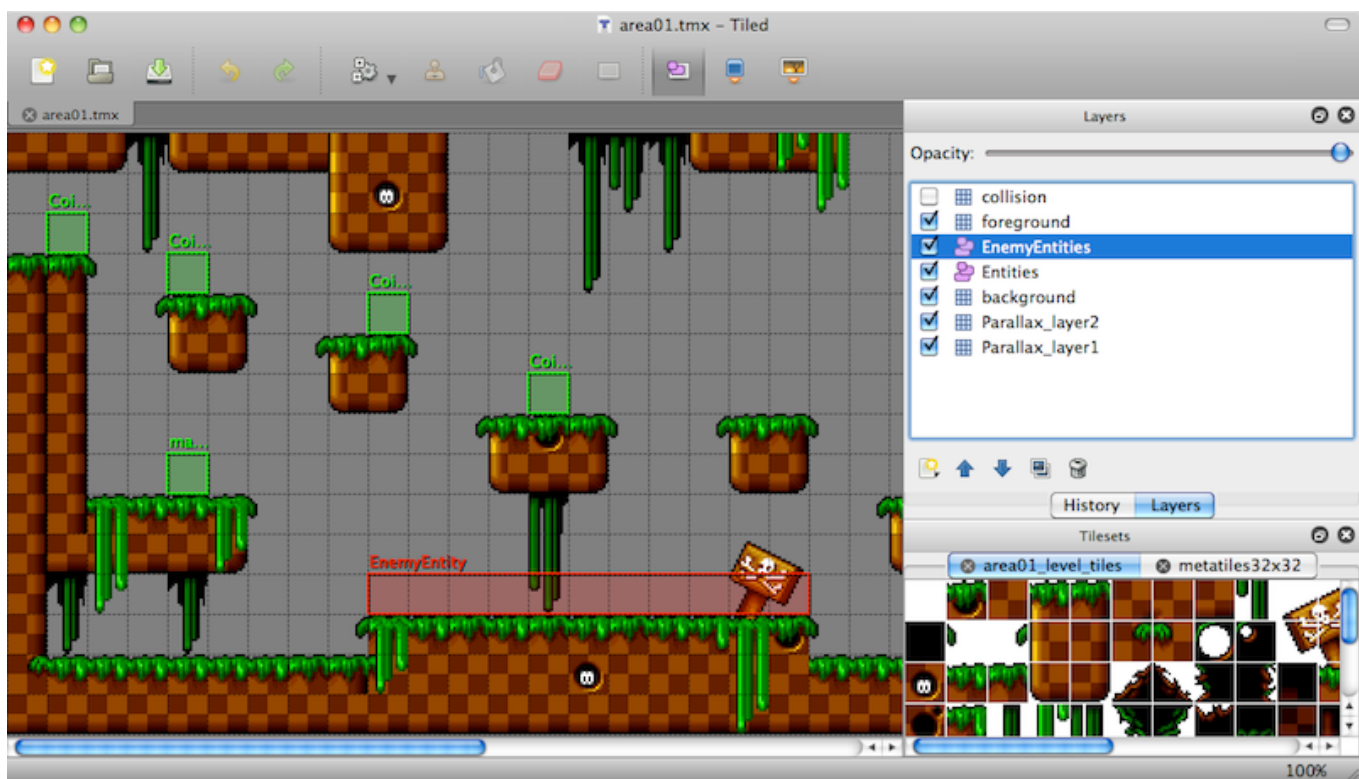 area01.tmx – Tiled
area01.tmx
Coi...
Coi...
Coi...
Coi...
ma...
EnemyEntity
Layers
Opacity:
collision
foreground
EnemyEntities
Entities
background
Parallax_layer2
Parallax_layer1
History Layers
Tilesets
area01_level_tiles metatiles32x32
100%